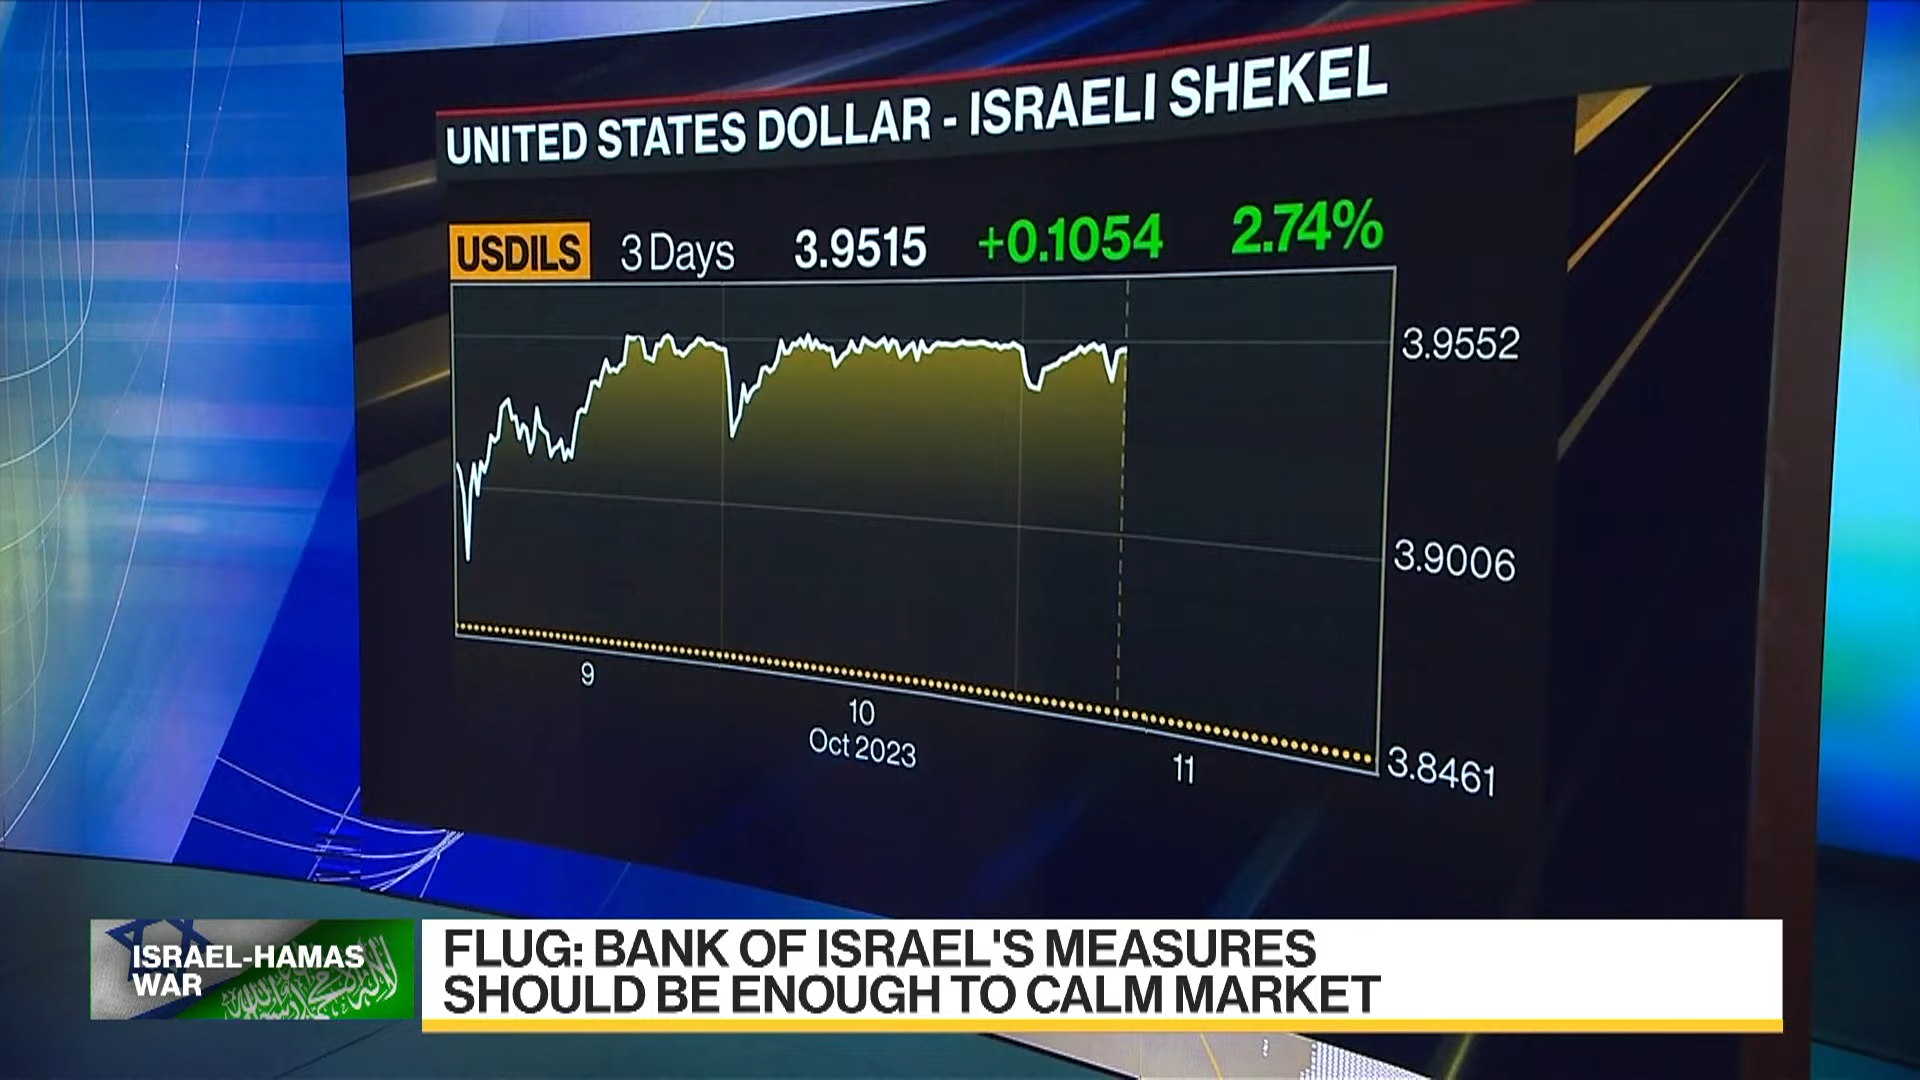 UNITED STATES DOLLAR - ISRAELI SHEKEL
USDILS 3 Days 3.9515 +0.1054 2.74%
3.9552
3.9006
3.8461
9
10
11
Oct 2023
ISRAEL-HAMAS
WAR
FLUG: BANK OF ISRAEL'S MEASURES
SHOULD BE ENOUGH TO CALM MARKET